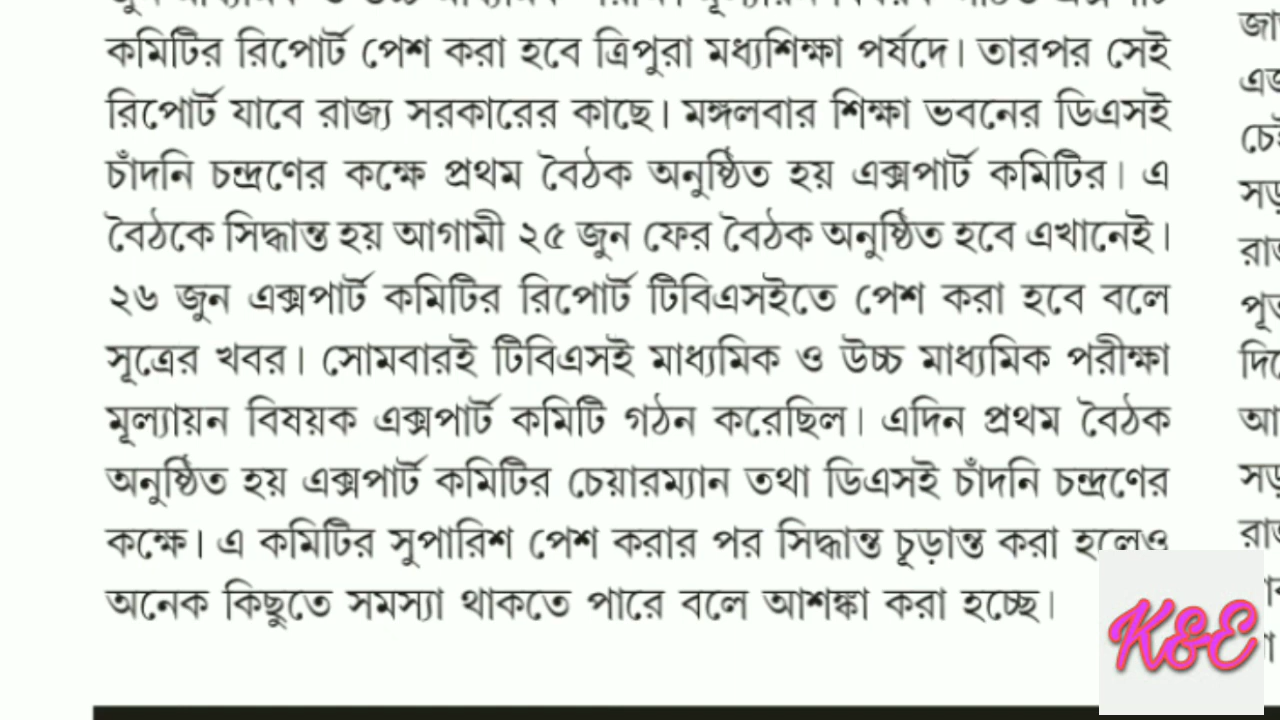 কমিটির রিপোর্ট পেশ করা হবে ত্রিপুরা মধ্যশিক্ষা পর্ষদে। তারপর সেই
রিপোর্ট যাবে রাজ্য সরকারের কাছে। মঙ্গলবার শিক্ষা ভবনের ডিএসই
চাঁদনি চন্দ্রণের কক্ষে প্রথম বৈঠক অনুষ্ঠিত হয় এক্সপার্ট কমিটির। এ
বৈঠকে সিদ্ধান্ত হয় আগামী ২৫ জুন ফের বৈঠক অনুষ্ঠিত হবে এখানেই।
২৬ জুন এক্সপার্ট কমিটির রিপোর্ট টিবিএসইতে পেশ করা হবে বলে
সূত্রের খবর। সোমবারই টিবিএসই মাধ্যমিক ও উচ্চ মাধ্যমিক পরীক্ষা
মূল্যায়ন বিষয়ক এক্সপার্ট কমিটি গঠন করেছিল। এদিন প্রথম বৈঠক
অনুষ্ঠিত হয় এক্সপার্ট কমিটির চেয়ারম্যান তথা ডিএসই চাঁদনি চন্দ্রণের
কক্ষে। এ কমিটির সুপারিশ পেশ করার পর সিদ্ধান্ত চূড়ান্ত করা হলেও
অনেক কিছুতে সমস্যা থাকতে পারে বলে আশঙ্কা করা হচ্ছে।
K&E